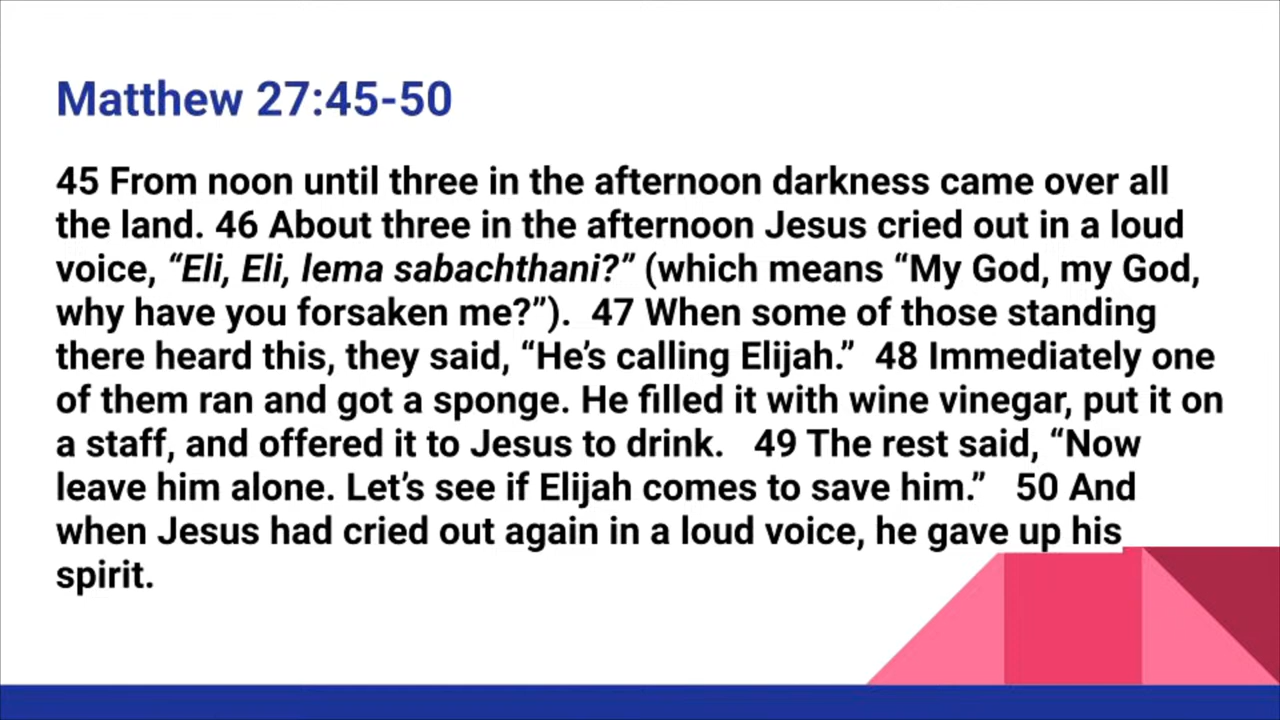 Matthew 27:45-50
45 From noon until three in the afternoon darkness came over all
the land. 46 About three in the afternoon Jesus cried out in a loud
voice, “Eli, Eli, lema sabachthani?” (which means “My God, my God,
why have you forsaken me?”).  47 When some of those standing
there heard this, they said, “He’s calling Elijah.”  48 Immediately one
of them ran and got a sponge. He filled it with wine vinegar, put it on
a staff, and offered it to Jesus to drink.   49 The rest said, “Now
leave him alone. Let’s see if Elijah comes to save him.”   50 And
when Jesus had cried out again in a loud voice, he gave up his
spirit.